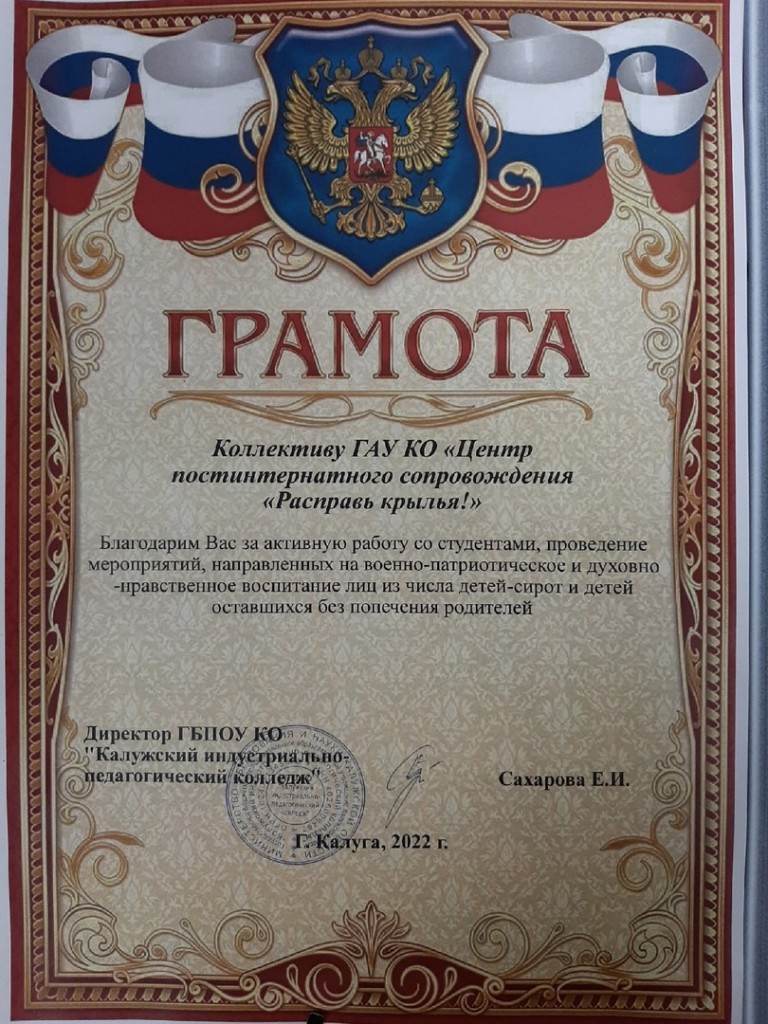 ГРАМОТА
Коллективу ГАУ КО «Центр
постинтернатного сопровождения
«Расправь крылья!»
Благодарим Вас за активную работу со студентами, проведение
мероприятий, направленных на военно-патриотическое и духовно
-нравственное воспитание лиц из числа детей-сирот и детей
оставшихся без попечения родителей
Директор ГБПОУ КО
"Калужский индустриально-
педагогический колледж"
Сахарова Е.И.
Г. Калуга, 2022 г.